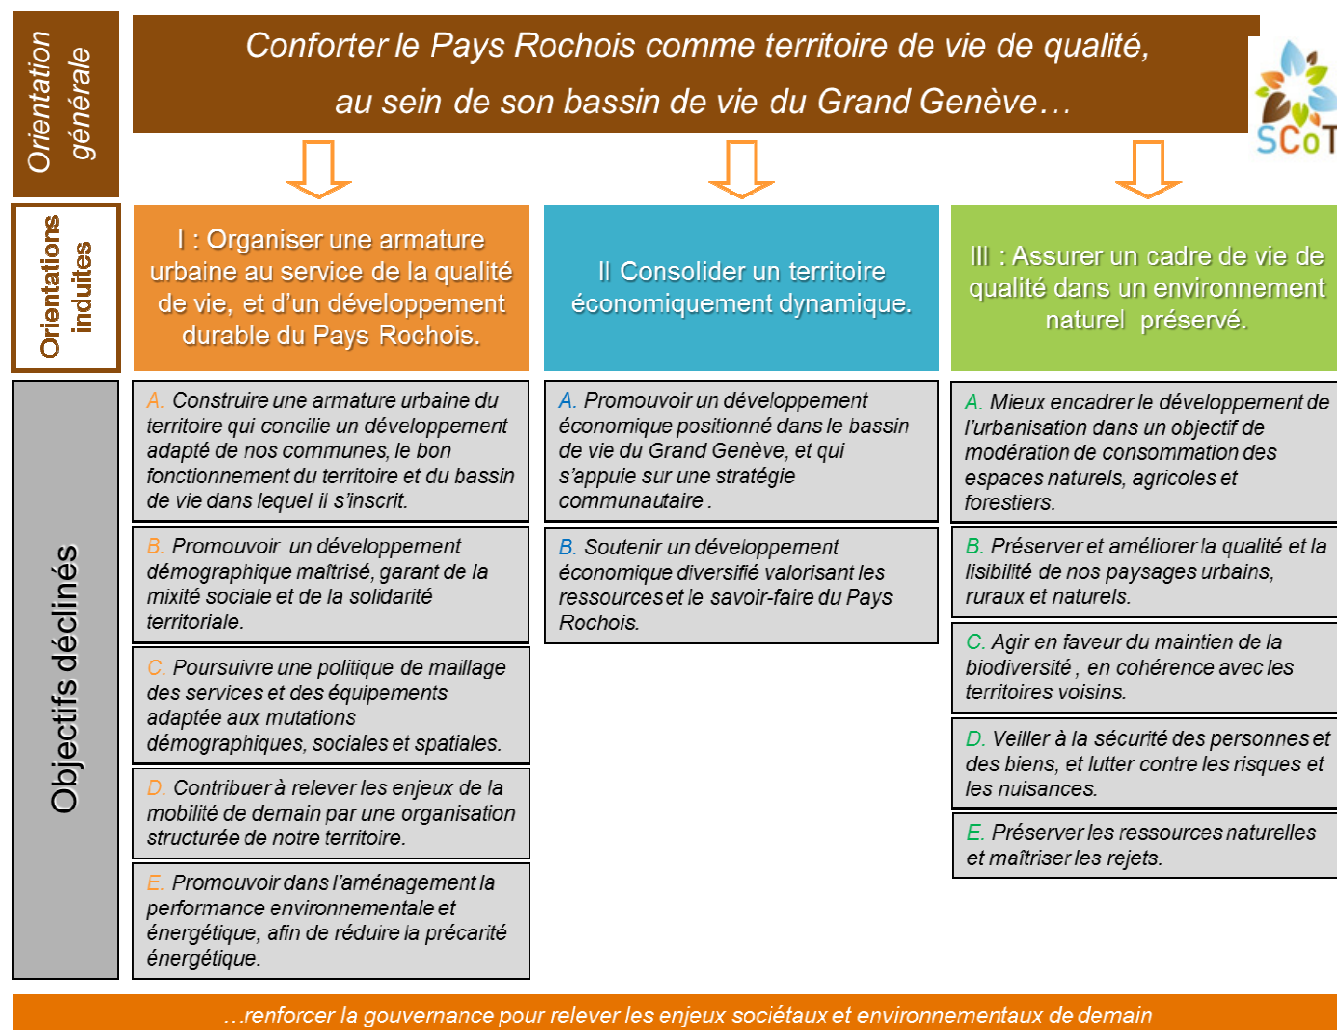 Orientation
générale
Conforter le Pays Rochois comme territoire de vie de qualité,
au sein de son bassin de vie du Grand Genève…
SCoT
Orientations
induites
I : Organiser une armature
urbaine au service de la qualité
de vie, et d'un développement
durable du Pays Rochois.
II Consolider un territoire
économiquement dynamique.
III : Assurer un cadre de vie de
qualité dans un environnement
naturel préservé.
Objectifs déclinés
A. Construire une armature urbaine du
territoire qui concilie un développement
adapté de nos communes, le bon
fonctionnement du territoire et du bassin
de vie dans lequel il s'inscrit.
B. Promouvoir un développement
démographique maîtrisé, garant de la
mixité sociale et de la solidarité
territoriale.
C. Poursuivre une politique de maillage
des services et des équipements
adaptée aux mutations
démographiques, sociales et spatiales.
D. Contribuer à relever les enjeux de la
mobilité de demain par une organisation
structurée de notre territoire.
E. Promouvoir dans l'aménagement la
performance environnementale et
énergétique, afin de réduire la précarité
énergétique.
A. Promouvoir un développement
économique positionné dans le bassin
de vie du Grand Genève, et qui
s'appuie sur une stratégie
communautaire .
B. Soutenir un développement
économique diversifié valorisant les
ressources et le savoir-faire du Pays
Rochois.
A. Mieux encadrer le développement de
l'urbanisation dans un objectif de
modération de consommation des
espaces naturels, agricoles et
forestiers.
B. Préserver et améliorer la qualité et la
lisibilité de nos paysages urbains,
ruraux et naturels.
C. Agir en faveur du maintien de la
biodiversité , en cohérence avec les
territoires voisins.
D. Veiller à la sécurité des personnes et
des biens, et lutter contre les risques et
les nuisances.
E. Préserver les ressources naturelles
et maîtriser les rejets.
…renforcer la gouvernance pour relever les enjeux sociétaux et environnementaux de demain